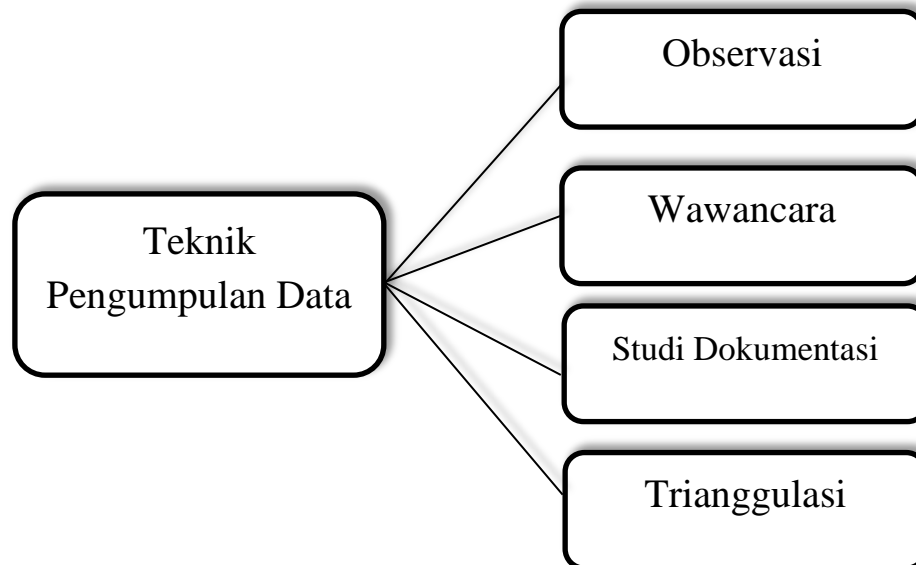 Teknik
Pengumpulan Data
Observasi
Wawancara
Studi Dokumentasi
Trianggulasi